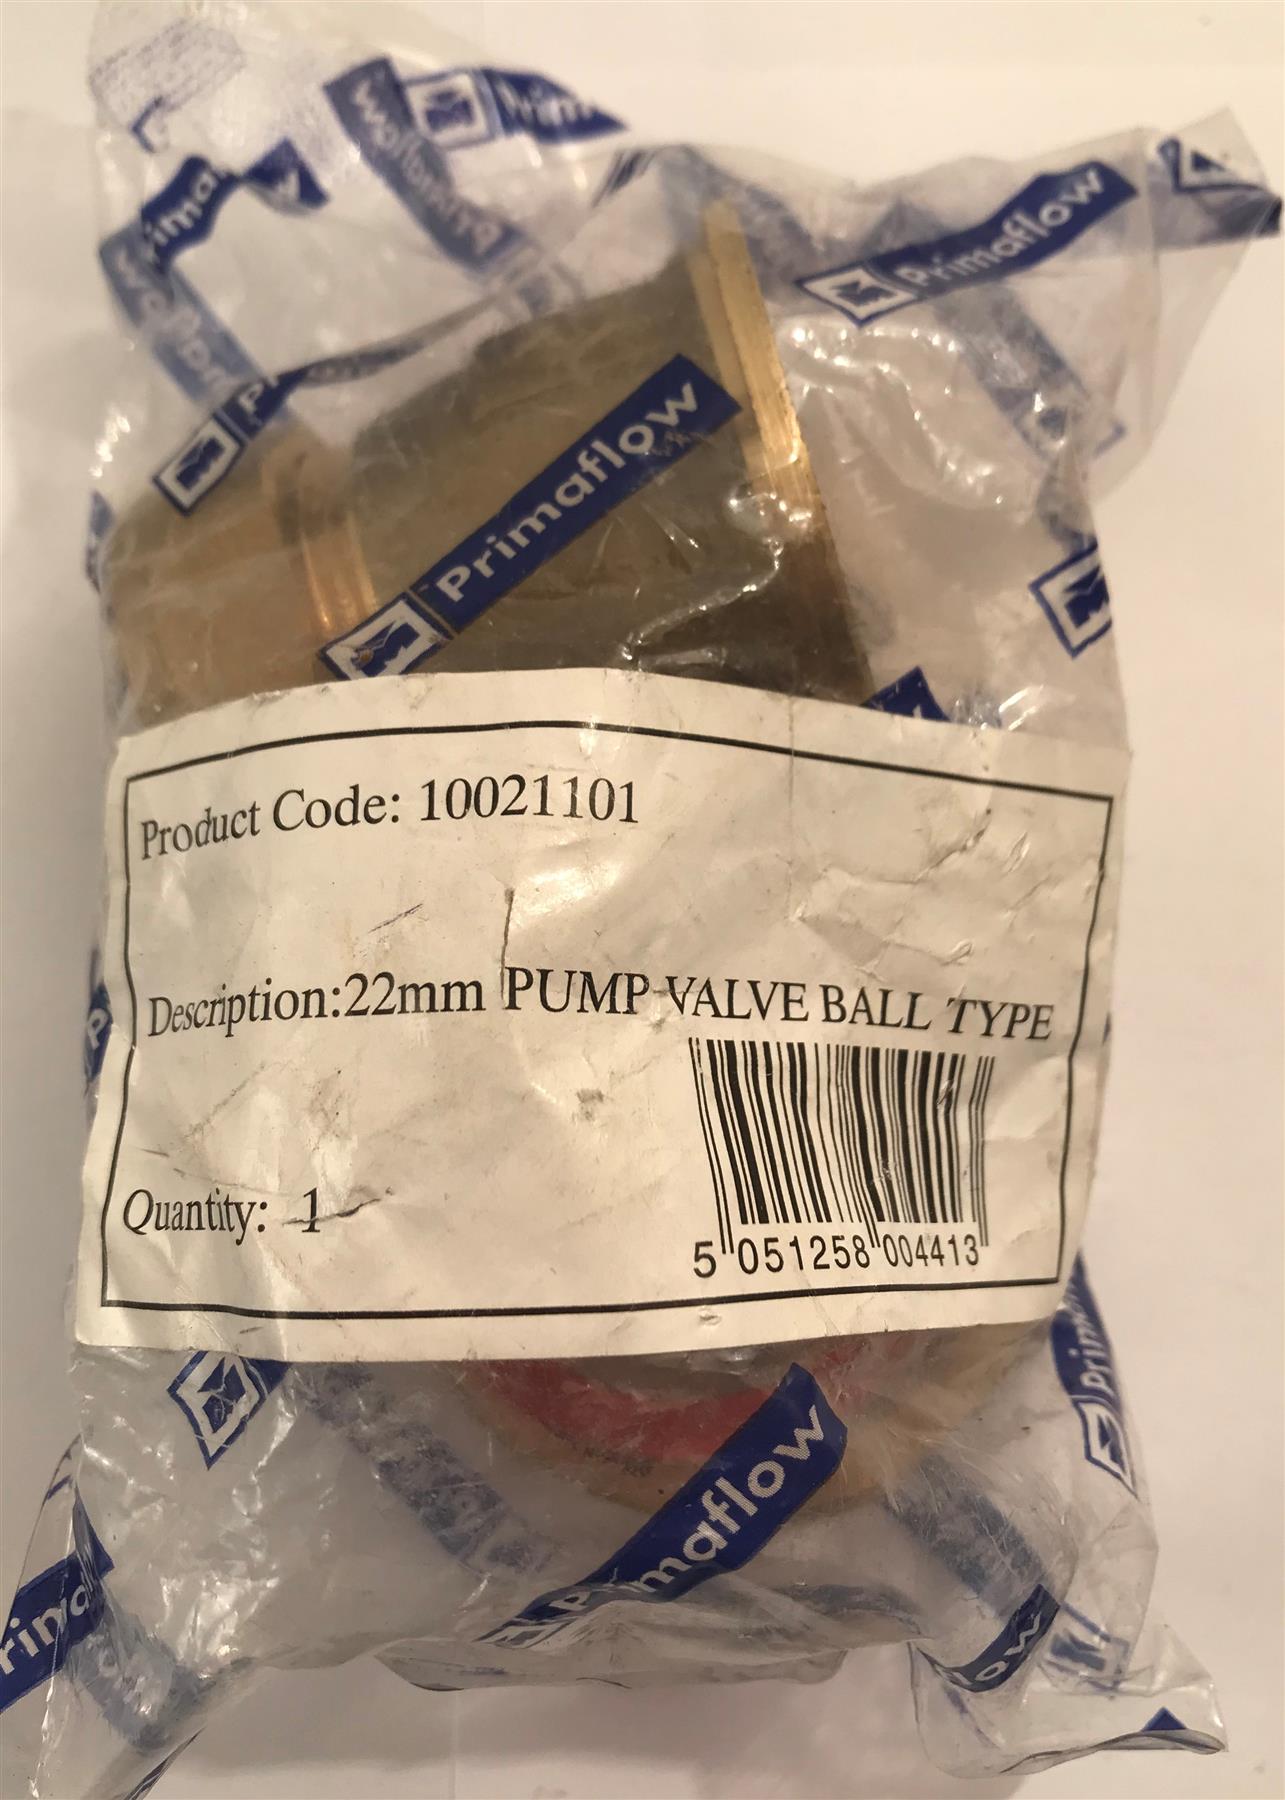 Primaflow
Primaflow
Primaflow
Product Code: 10021101
Description:22mm PUMP VALVE BALL TYPE
Quantity: 1
5 051258 004413